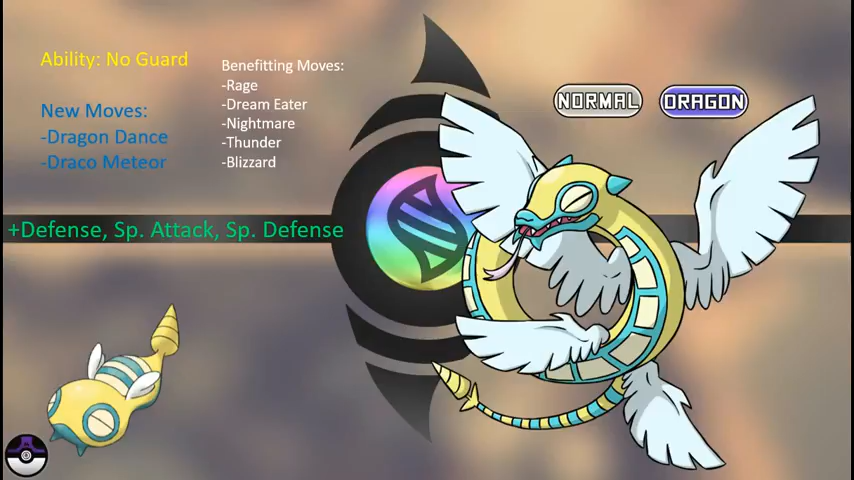 Ability: No Guard
New Moves:
-Dragon Dance
-Draco Meteor
Benefitting Moves:
-Rage
-Dream Eater
-Nightmare
-Thunder
-Blizzard
NORMAL
DRAGON
+Defense, Sp. Attack, Sp. Defense